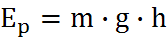 Eₚ = m · g · h